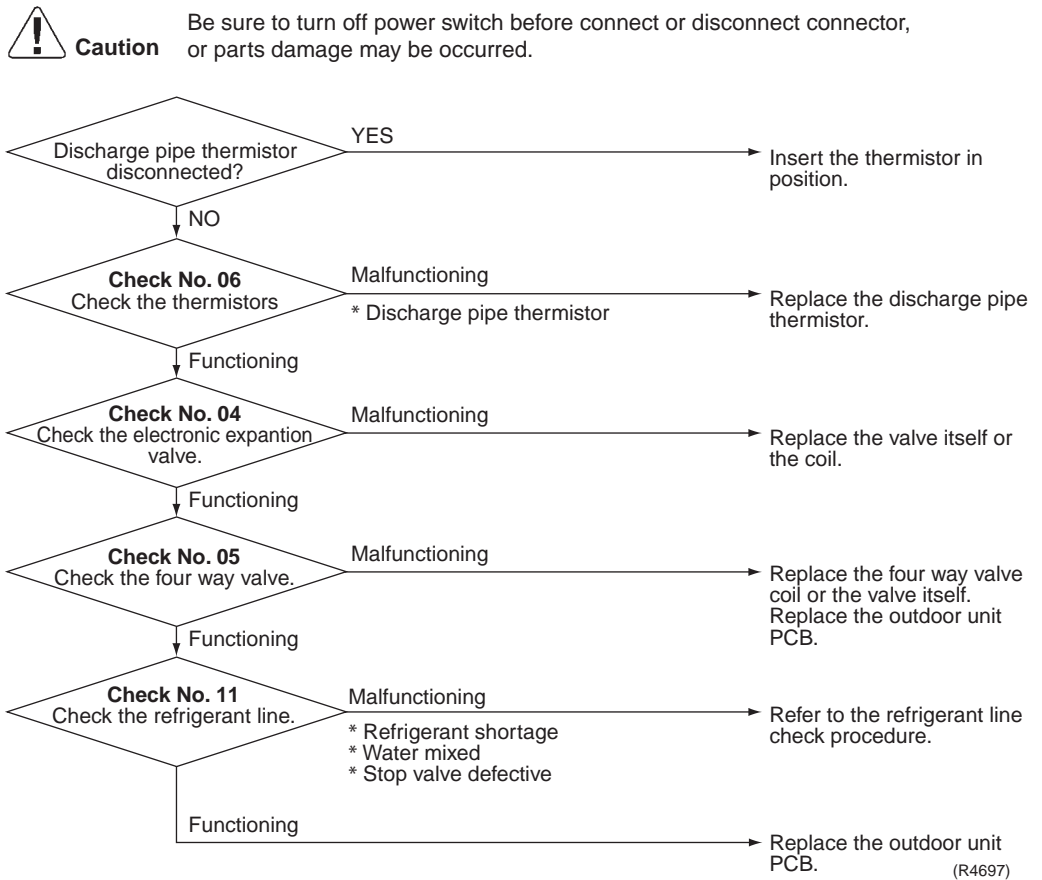 Be sure to turn off power switch before connect or disconnect connector,
Caution or parts damage may be occurred.
YES
Discharge pipe thermistor
disconnected?
Insert the thermistor in
position.
NO
Check No. 06
Check the thermistors
Malfunctioning
* Discharge pipe thermistor
Replace the discharge pipe
thermistor.
Functioning
Check No. 04
Check the electronic expantion
valve.
Malfunctioning
Replace the valve itself or
the coil.
Functioning
Check No. 05
Check the four way valve.
Malfunctioning
Replace the four way valve
coil or the valve itself.
Replace the outdoor unit
PCB.
Functioning
Check No. 11
Check the refrigerant line.
Malfunctioning
* Refrigerant shortage
* Water mixed
* Stop valve defective
Refer to the refrigerant line
check procedure.
Functioning
Replace the outdoor unit
PCB.
(R4697)